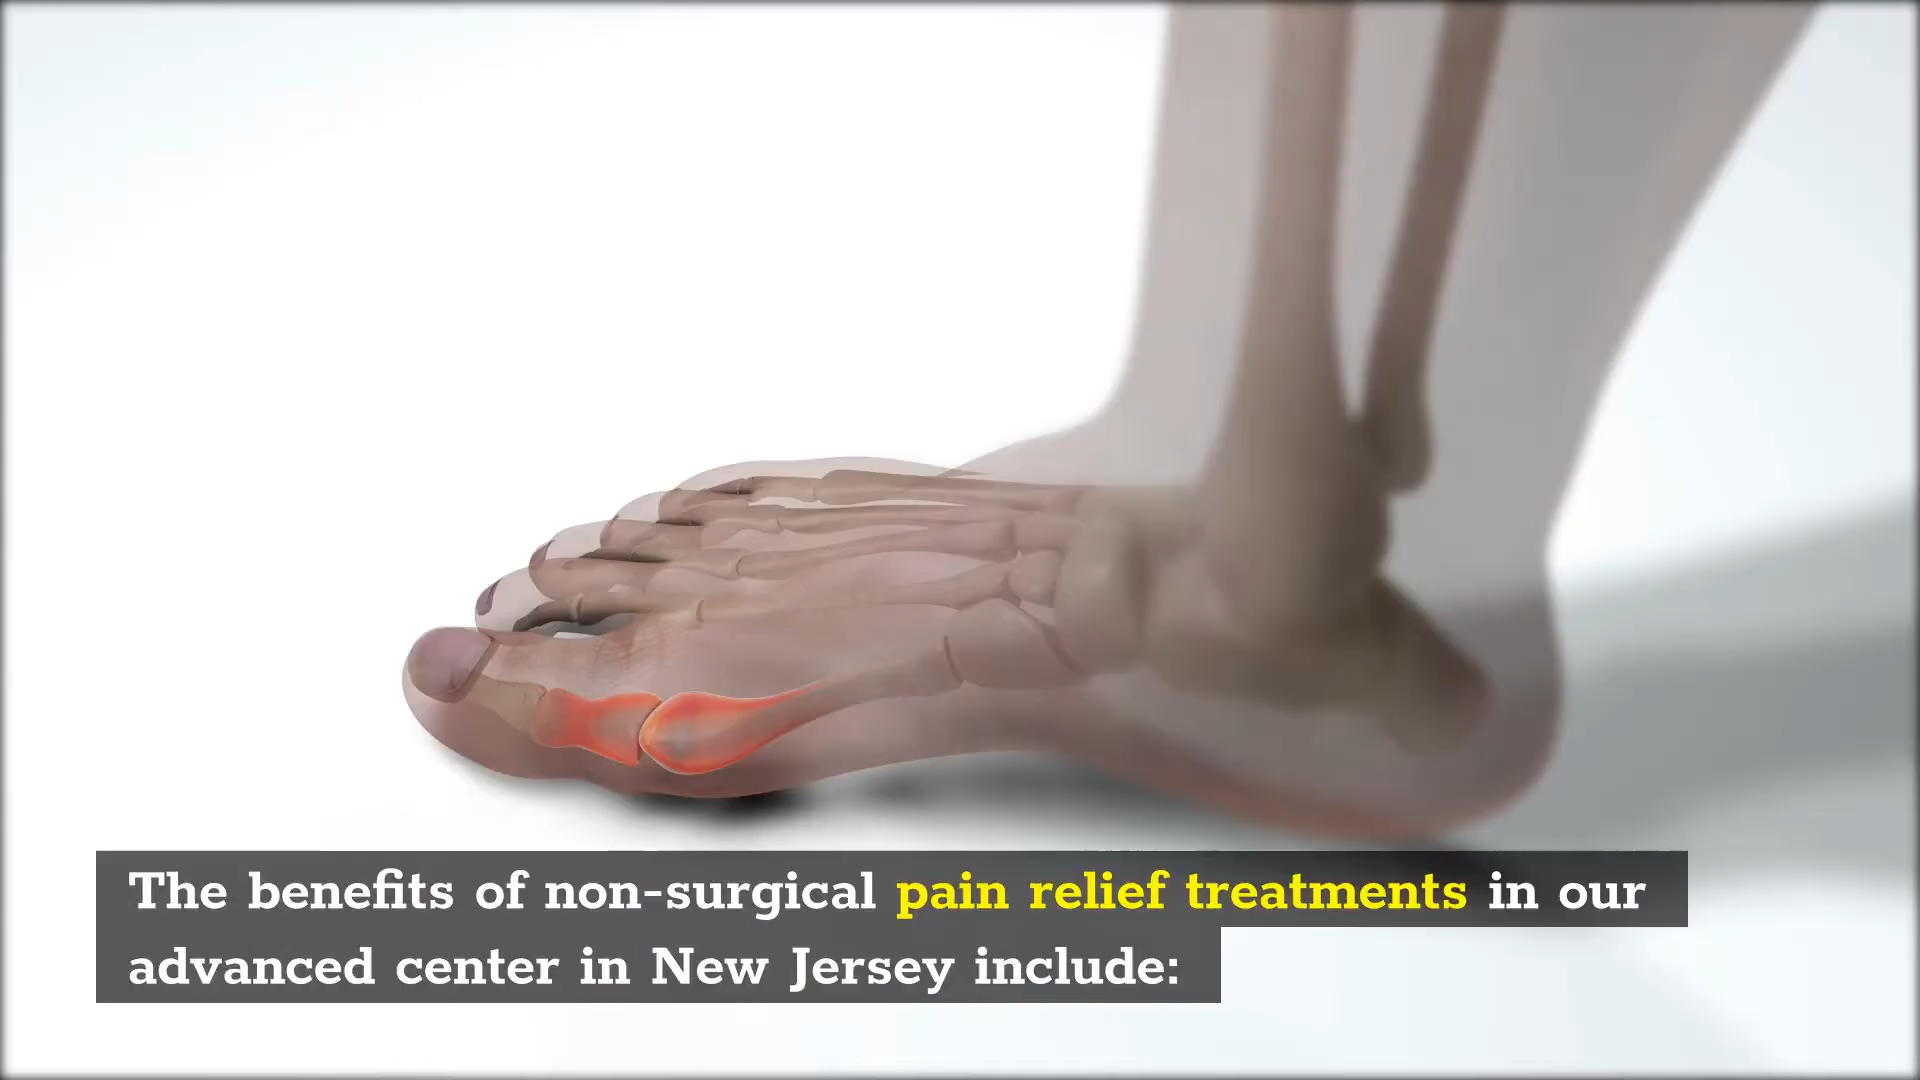 The benefits of non-surgical pain relief treatments in our
advanced center in New Jersey include: